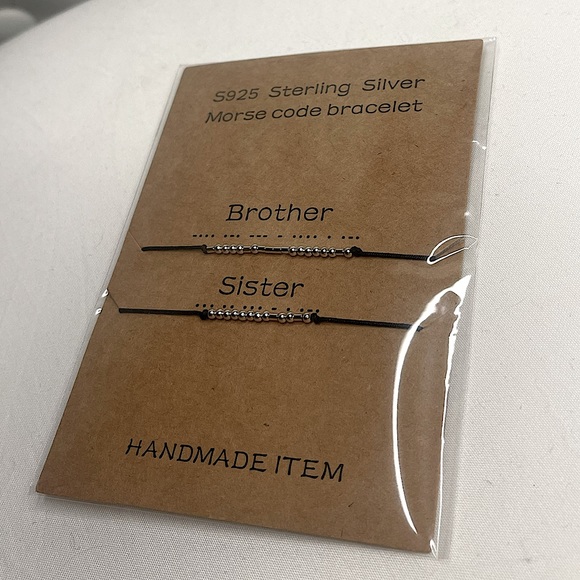 S925 Sterling Silver
Morse code bracelet
Brother
-... .-. --- - .... . .-.
Sister
... .. ... - . .-.
HANDMADE ITEM